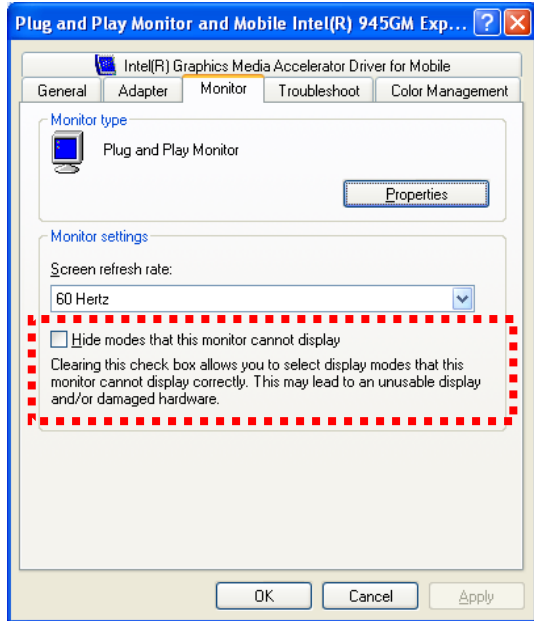 Plug and Play Monitor and Mobile Intel(R) 945GM Exp...
Intel(R) Graphics Media Accelerator Driver for Mobile
General Adapter Monitor Troubleshoot Color Management
Monitor type
Plug and Play Monitor
Properties
Monitor settings
Screen refresh rate:
60 Hertz
Hide modes that this monitor cannot display
Clearing this check box allows you to select display modes that this
monitor cannot display correctly. This may lead to an unusable display
and/or damaged hardware.
OK Cancel Apply